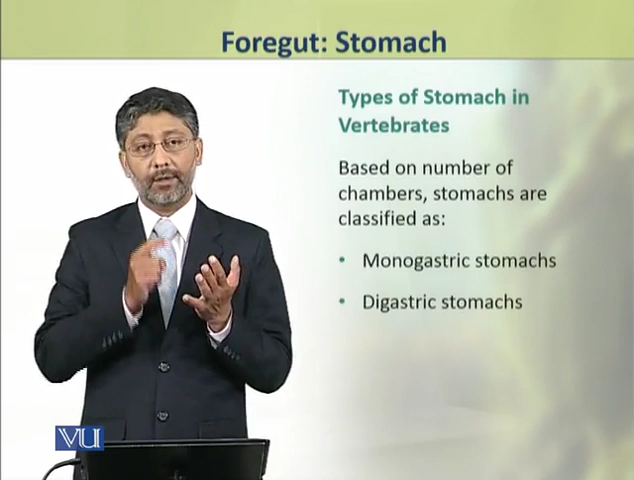 Foregut: Stomach
Types of Stomach in
Vertebrates
Based on number of
chambers, stomachs are
classified as:
• Monogastric stomachs
• Digastric stomachs
VU